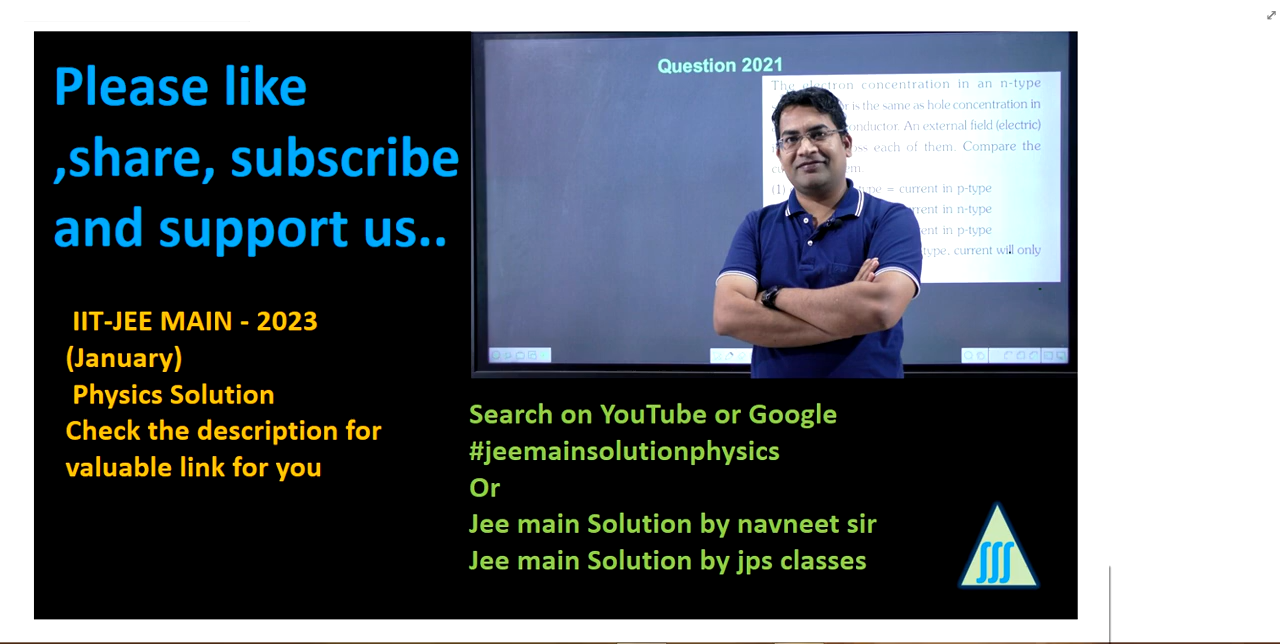 Please like
,share, subscribe
and support us..
IIT-JEE MAIN - 2023
(January)
Physics Solution
Check the description for
valuable link for you
Question 2021
The electron concentration in an n-type
is the same as hole concentration in
An external field (electric)
each of them. Compare the
(1) type = current in p-type
in n-type
in p-type
type, current will only
Search on YouTube or Google
#jeemainsolutionphysics
Or
Jee main Solution by navneet sir
Jee main Solution by jps classes